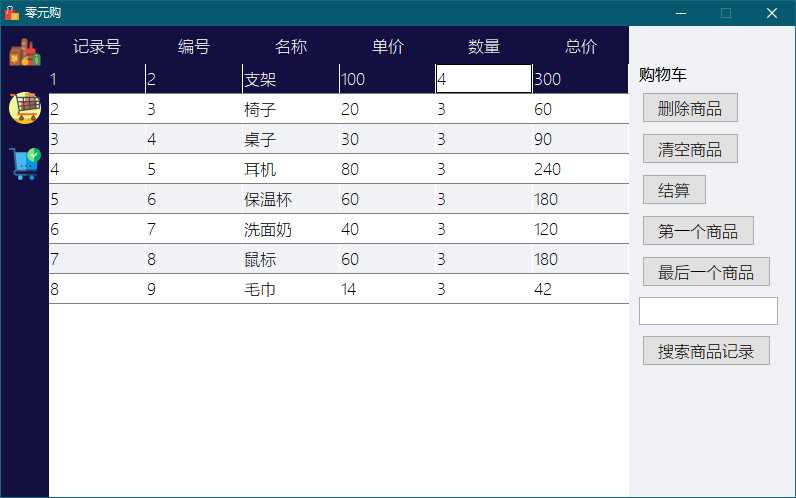 零元购
记录号 编号 名称 单价 数量 总价
1 2 支架 100 4 300
2 3 椅子 20 3 60
3 4 桌子 30 3 90
4 5 耳机 80 3 240
5 6 保温杯 60 3 180
6 7 洗面奶 40 3 120
7 8 鼠标 60 3 180
8 9 毛巾 14 3 42
购物车
删除商品
清空商品
结算
第一个商品
最后一个商品
搜索商品记录